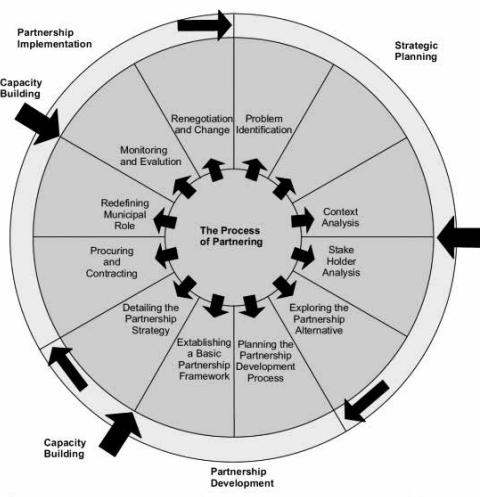 Partnership
Implementation
Strategic
Planning
Capacity
Building
Renegotiation
and Change
Problem
Identification
Monitoring
and Evalution
Redefining
Municipal
Role
Context
Analysis
The Process
of Partnering
Procuring
and
Contracting
Stake
Holder
Analysis
Detailing the
Partnership
Strategy
Exploring the
Partnership
Alternative
Establishing
a Basic
Partnership
Framework
Planning the
Partnership
Development
Process
Capacity
Building
Partnership
Development